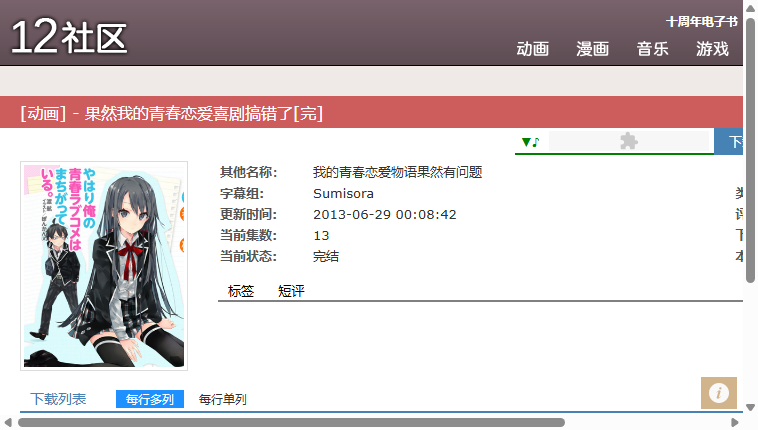 12社区
十周年电子书
动画 漫画 音乐 游戏
[动画] - 果然我的青春恋爱喜剧搞错了[完]
▼♪
やはり俺の
青春ラブコメは
まちがって
いる。
其他名称: 我的青春恋爱物语果然有问题
字幕组: Sumisora
更新时间: 2013-06-29 00:08:42
当前集数: 13
当前状态: 完结
标签 短评
下载列表 每行多列 每行单列